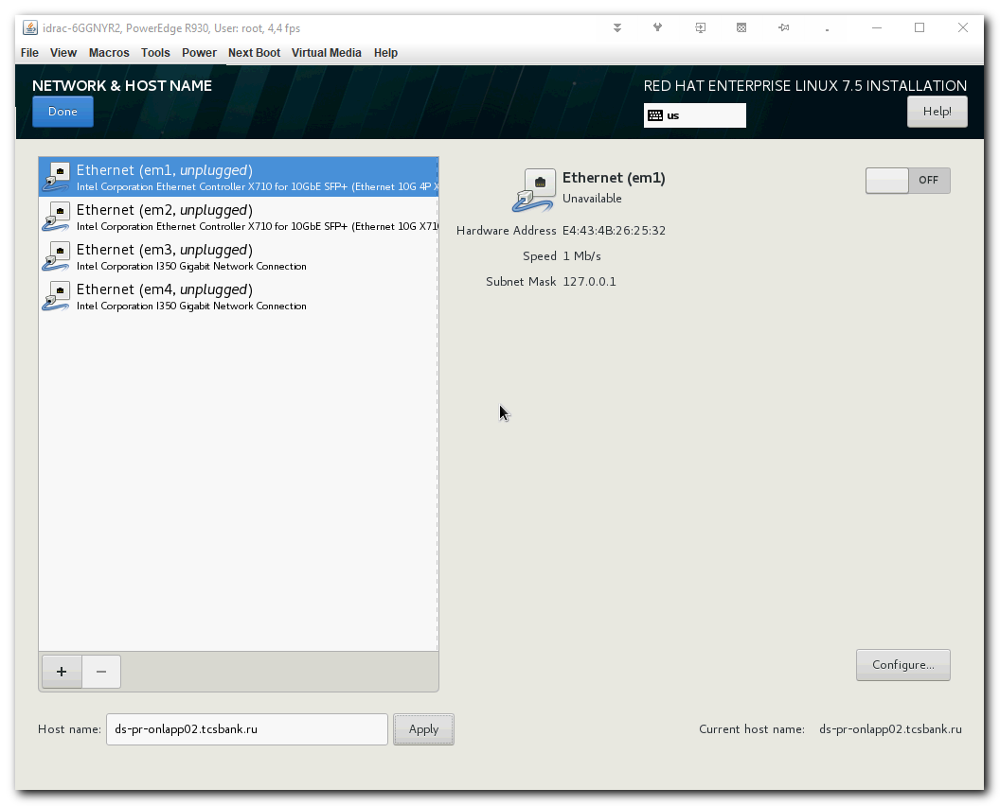 idrac-6GGNYR2, PowerEdge R930, User: root, 4,4 fps
File View Macros Tools Power Next Boot Virtual Media Help
NETWORK & HOST NAME
RED HAT ENTERPRISE LINUX 7.5 INSTALLATION
Done
us
Help!
Ethernet (em1, unplugged)
Intel Corporation Ethernet Controller X710 for 10GbE SFP+ (Ethernet 10G 4P X
Ethernet (em2, unplugged)
Intel Corporation Ethernet Controller X710 for 10GbE SFP+ (Ethernet 10G X710
Ethernet (em3, unplugged)
Intel Corporation I350 Gigabit Network Connection
Ethernet (em4, unplugged)
Intel Corporation I350 Gigabit Network Connection
Ethernet (em1)
Unavailable
OFF
Hardware Address E4:43:4B:26:25:32
Speed 1 Mb/s
Subnet Mask 127.0.0.1
+ −
Configure...
Host name: ds-pr-onlapp02.tcsbank.ru Apply
Current host name: ds-pr-onlapp02.tcsbank.ru